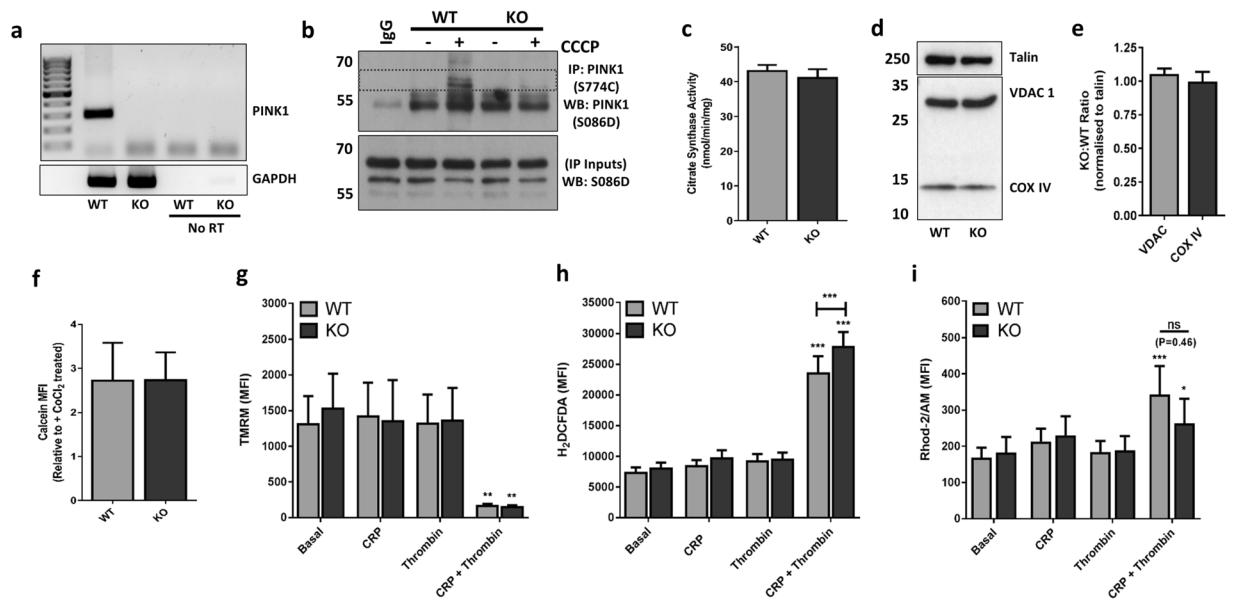 a
PINK1
GAPDH
WT KO WT KO
No RT
b
IgG WT KO
- + - + CCCP
70
55
IP: PINK1
(S774C)
WB: PINK1
(S086D)
70
55
(IP Inputs)
WB: S086D
c
Citrate Synthase Activity
(nmol/min/mg)
50
40
30
20
10
0
WT KO
d
250 Talin
35 VDAC 1
25
15 COX IV
10
WT KO
e
KO:WT Ratio
(normalised to talin)
1.25
1.00
0.75
0.50
0.25
0.00
VDAC COX IV
f
Calcein MFI
(Relative to + CoCl₂ treated)
4
3
2
1
0
WT KO
g
TMRM (MFI)
3000
2500
2000
1500
1000
500
0
WT
KO
** **
Basal CRP Thrombin CRP + Thrombin
h
H₂DCFDA (MFI)
35000
30000
25000
20000
15000
10000
5000
0
WT
KO
***
*** ***
Basal CRP Thrombin CRP + Thrombin
i
Rhod-2/AM (MFI)
600
500
400
300
200
100
0
WT
KO
ns
(P=0.46)
*** *
Basal CRP Thrombin CRP + Thrombin